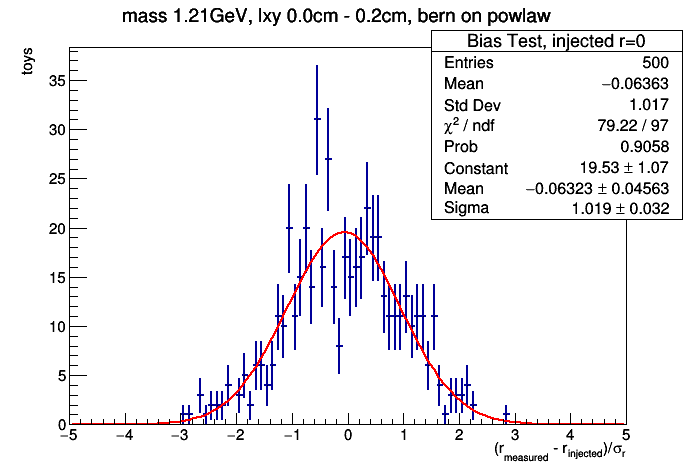 mass 1.21GeV, lxy 0.0cm - 0.2cm, bern on powlaw
toys
Bias Test, injected r=0
Entries 500
Mean −0.06363
Std Dev 1.017
χ² / ndf 79.22 / 97
Prob 0.9058
Constant 19.53 ± 1.07
Mean −0.06323 ± 0.04563
Sigma 1.019 ± 0.032
35
30
25
20
15
10
5
0
−5 −4 −3 −2 −1 0 1 2 3 4 5
(r_measured - r_injected)/σ_r